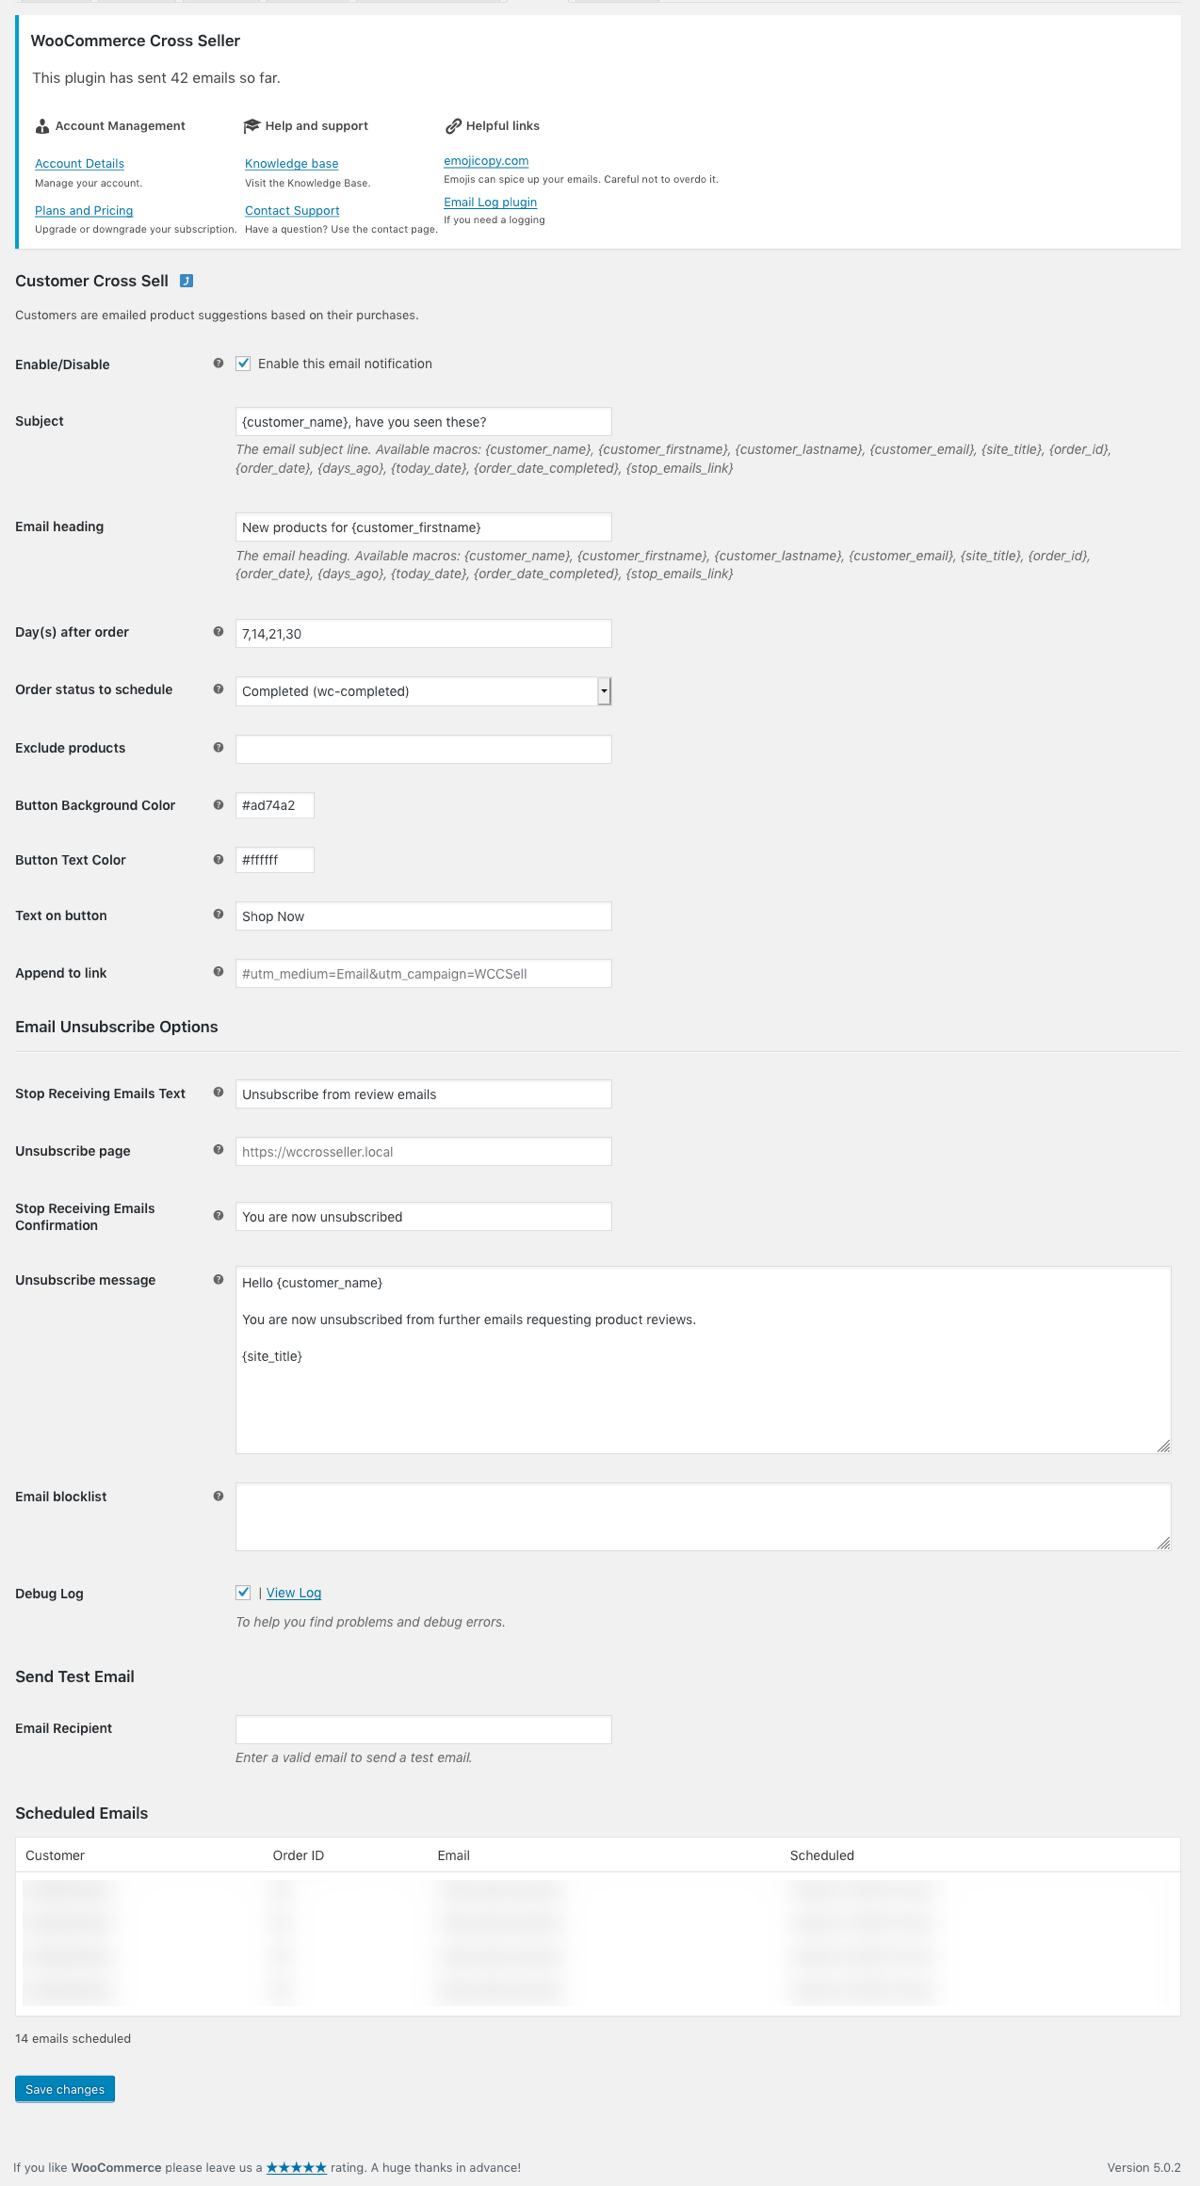 WooCommerce Cross Seller
This plugin has sent 42 emails so far.
Account Management
Help and support
Helpful links
Account Details
Manage your account.
Plans and Pricing
Upgrade or downgrade your subscription.
Knowledge base
Visit the Knowledge Base.
Contact Support
Have a question? Use the contact page.
emojicopy.com
Emojis can spice up your emails. Careful not to overdo it.
Email Log plugin
If you need a logging
Customer Cross Sell
Customers are emailed product suggestions based on their purchases.
Enable/Disable
Enable this email notification
Subject
{customer_name}, have you seen these?
The email subject line. Available macros: {customer_name}, {customer_firstname}, {customer_lastname}, {customer_email}, {site_title}, {order_id},
{order_date}, {days_ago}, {today_date}, {order_date_completed}, {stop_emails_link}
Email heading
New products for {customer_firstname}
The email heading. Available macros: {customer_name}, {customer_firstname}, {customer_lastname}, {customer_email}, {site_title}, {order_id},
{order_date}, {days_ago}, {today_date}, {order_date_completed}, {stop_emails_link}
Day(s) after order
7,14,21,30
Order status to schedule
Completed (wc-completed)
Exclude products
Button Background Color
#ad74a2
Button Text Color
#ffffff
Text on button
Shop Now
Append to link
#utm_medium=Email&utm_campaign=WCCSell
Email Unsubscribe Options
Stop Receiving Emails Text
Unsubscribe from review emails
Unsubscribe page
https://wccrosseller.local
Stop Receiving Emails
Confirmation
You are now unsubscribed
Unsubscribe message
Hello {customer_name}
You are now unsubscribed from further emails requesting product reviews.
{site_title}
Email blocklist
Debug Log
| View Log
To help you find problems and debug errors.
Send Test Email
Email Recipient
Enter a valid email to send a test email.
Scheduled Emails
Customer Order ID Email Scheduled
14 emails scheduled
Save changes
If you like WooCommerce please leave us a ★★★★★ rating. A huge thanks in advance!
Version 5.0.2